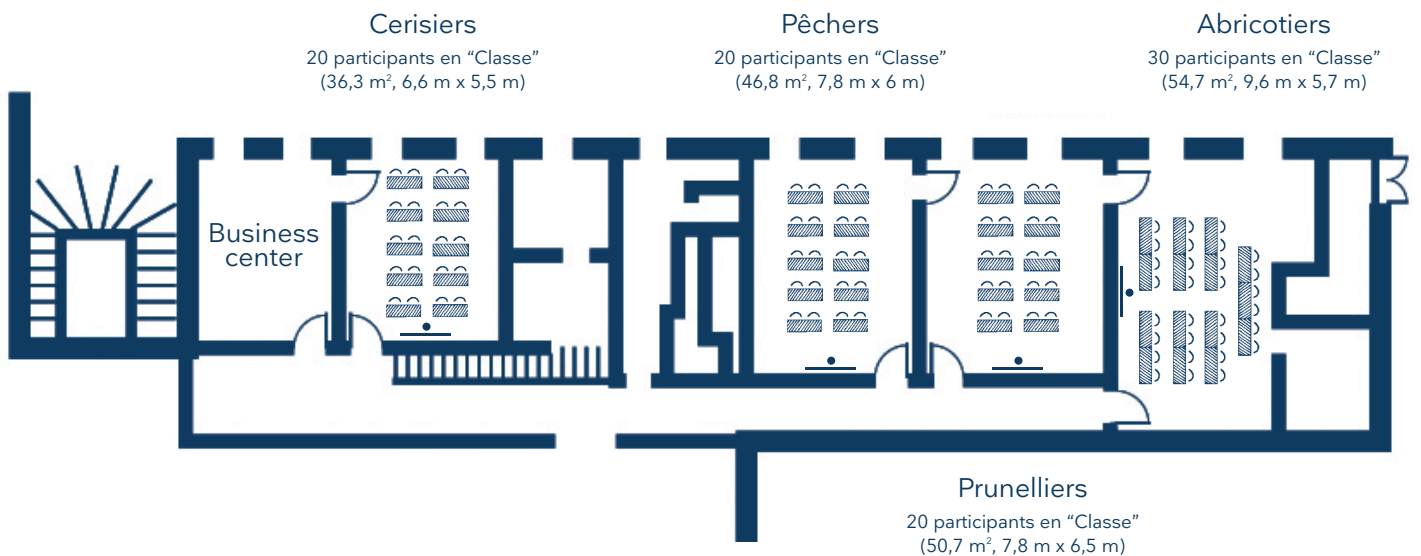 Cerisiers
20 participants en “Classe”
(36,3 m², 6,6 m x 5,5 m)
Pêchers
20 participants en “Classe”
(46,8 m², 7,8 m x 6 m)
Abricotiers
30 participants en “Classe”
(54,7 m², 9,6 m x 5,7 m)
Business
center
Prunelliers
20 participants en “Classe”
(50,7 m², 7,8 m x 6,5 m)